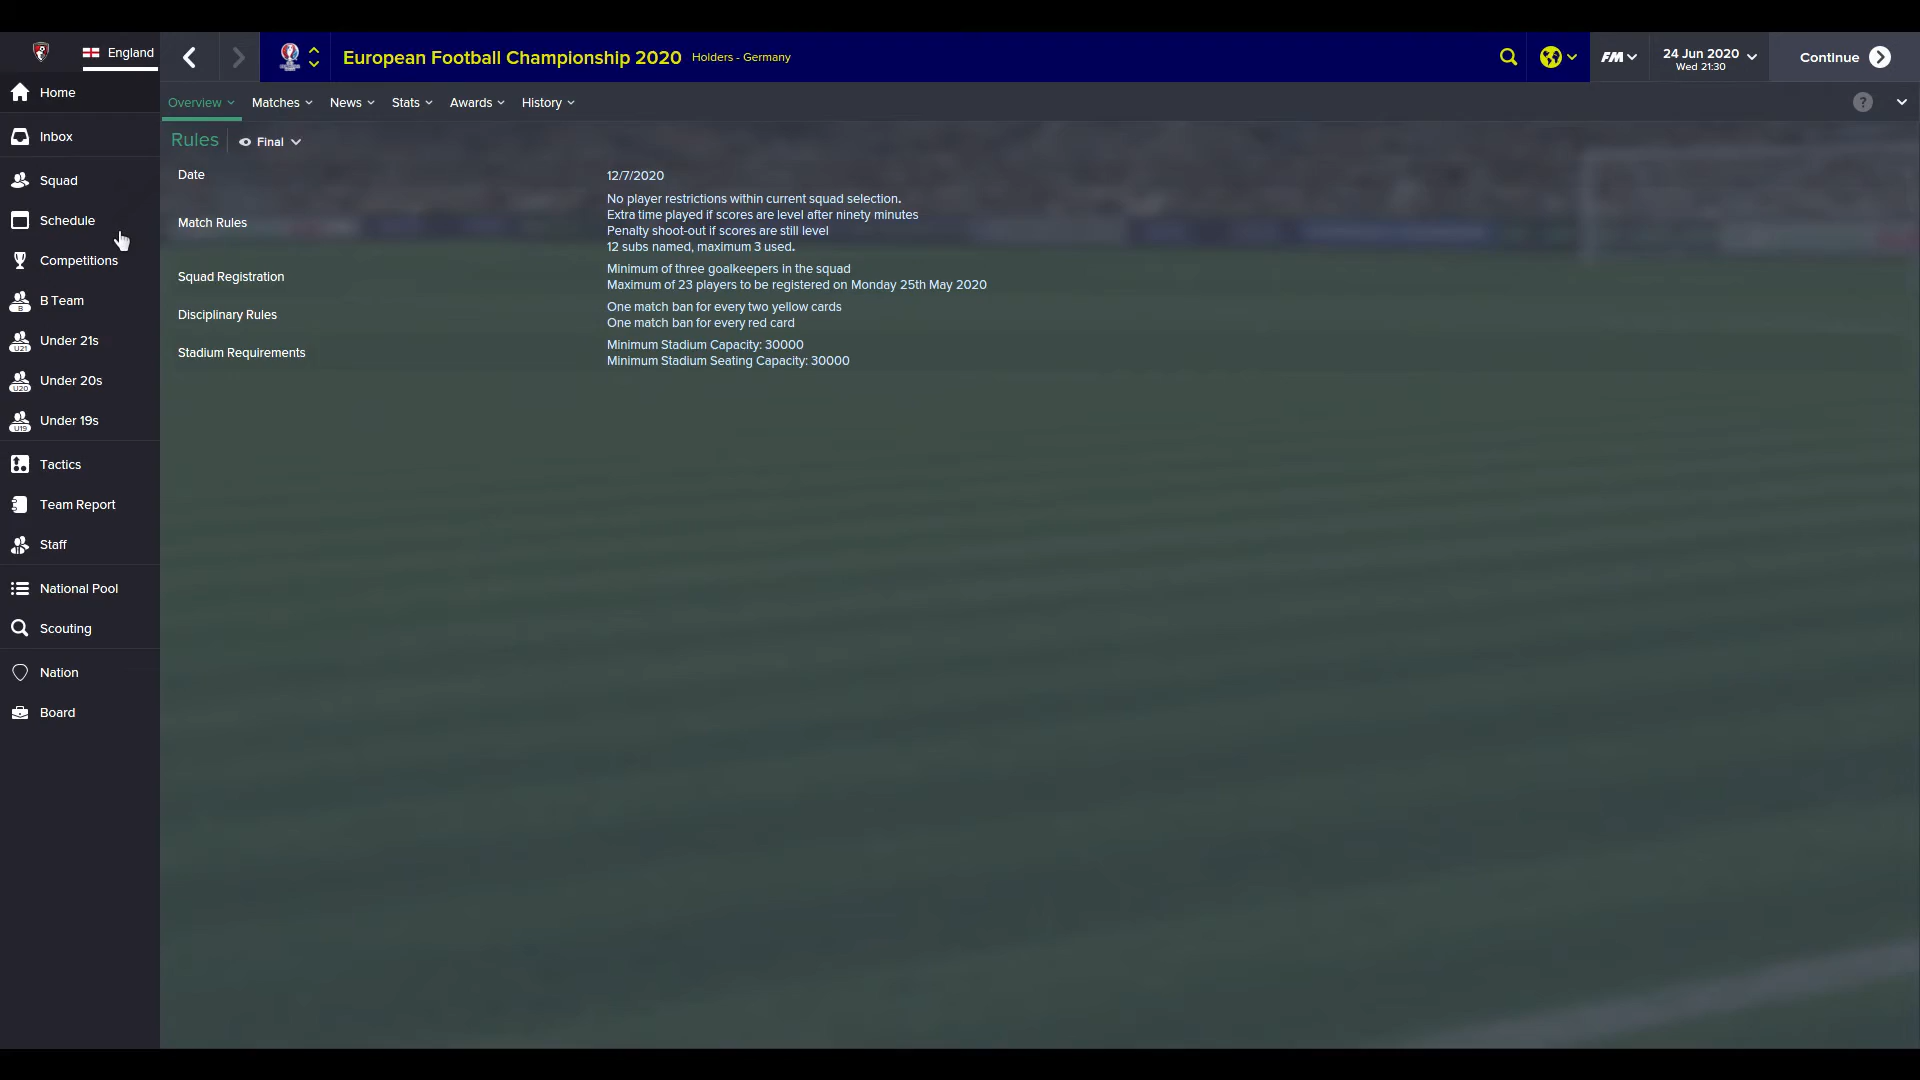 England
European Football Championship 2020 Holders - Germany
FM
24 Jun 2020
Wed 21:30
Continue
Home
Inbox
Squad
Schedule
Competitions
B Team
Under 21s
Under 20s
Under 19s
Tactics
Team Report
Staff
National Pool
Scouting
Nation
Board
B
U21
U20
U19
Overview Matches News Stats Awards History
?
Rules Final
Date 12/7/2020
Match Rules
No player restrictions within current squad selection.
Extra time played if scores are level after ninety minutes
Penalty shoot-out if scores are still level
12 subs named, maximum 3 used.
Squad Registration
Minimum of three goalkeepers in the squad
Maximum of 23 players to be registered on Monday 25th May 2020
Disciplinary Rules
One match ban for every two yellow cards
One match ban for every red card
Stadium Requirements
Minimum Stadium Capacity: 30000
Minimum Stadium Seating Capacity: 30000